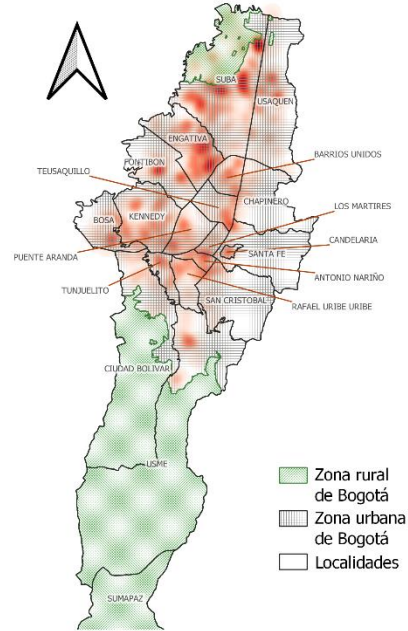 SUBA
USAQUEN
ENGATIVA
BARRIOS UNIDOS
FONTIBON
TEUSAQUILLO
CHAPINERO
LOS MARTIRES
BOSA
KENNEDY
CANDELARIA
PUENTE ARANDA
SANTA FE
ANTONIO NARIÑO
TUNJUELITO
SAN CRISTOBAL
RAFAEL URIBE URIBE
CIUDAD BOLIVAR
USME
Zona rural
de Bogotá
Zona urbana
de Bogotá
Localidades
SUMAPAZ